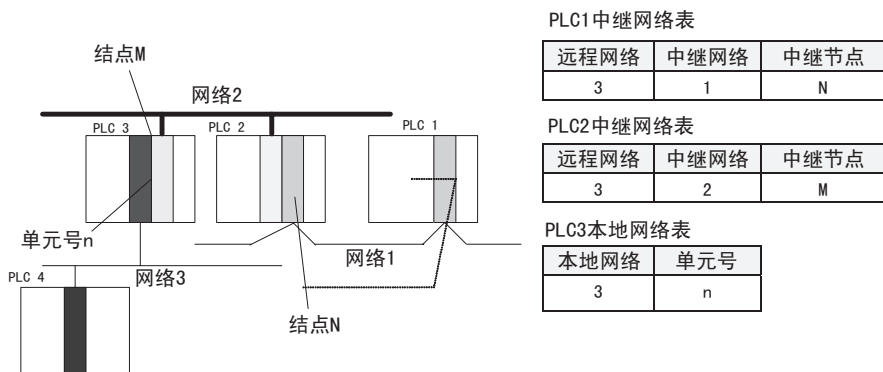 结点M
网络2
PLC 3
PLC 2
PLC 1
单元号n
网络1
网络3
PLC 4
结点N
PLC1中继网络表
远程网络 中继网络 中继节点
3 1 N
PLC2中继网络表
远程网络 中继网络 中继节点
3 2 M
PLC3本地网络表
本地网络 单元号
3 n